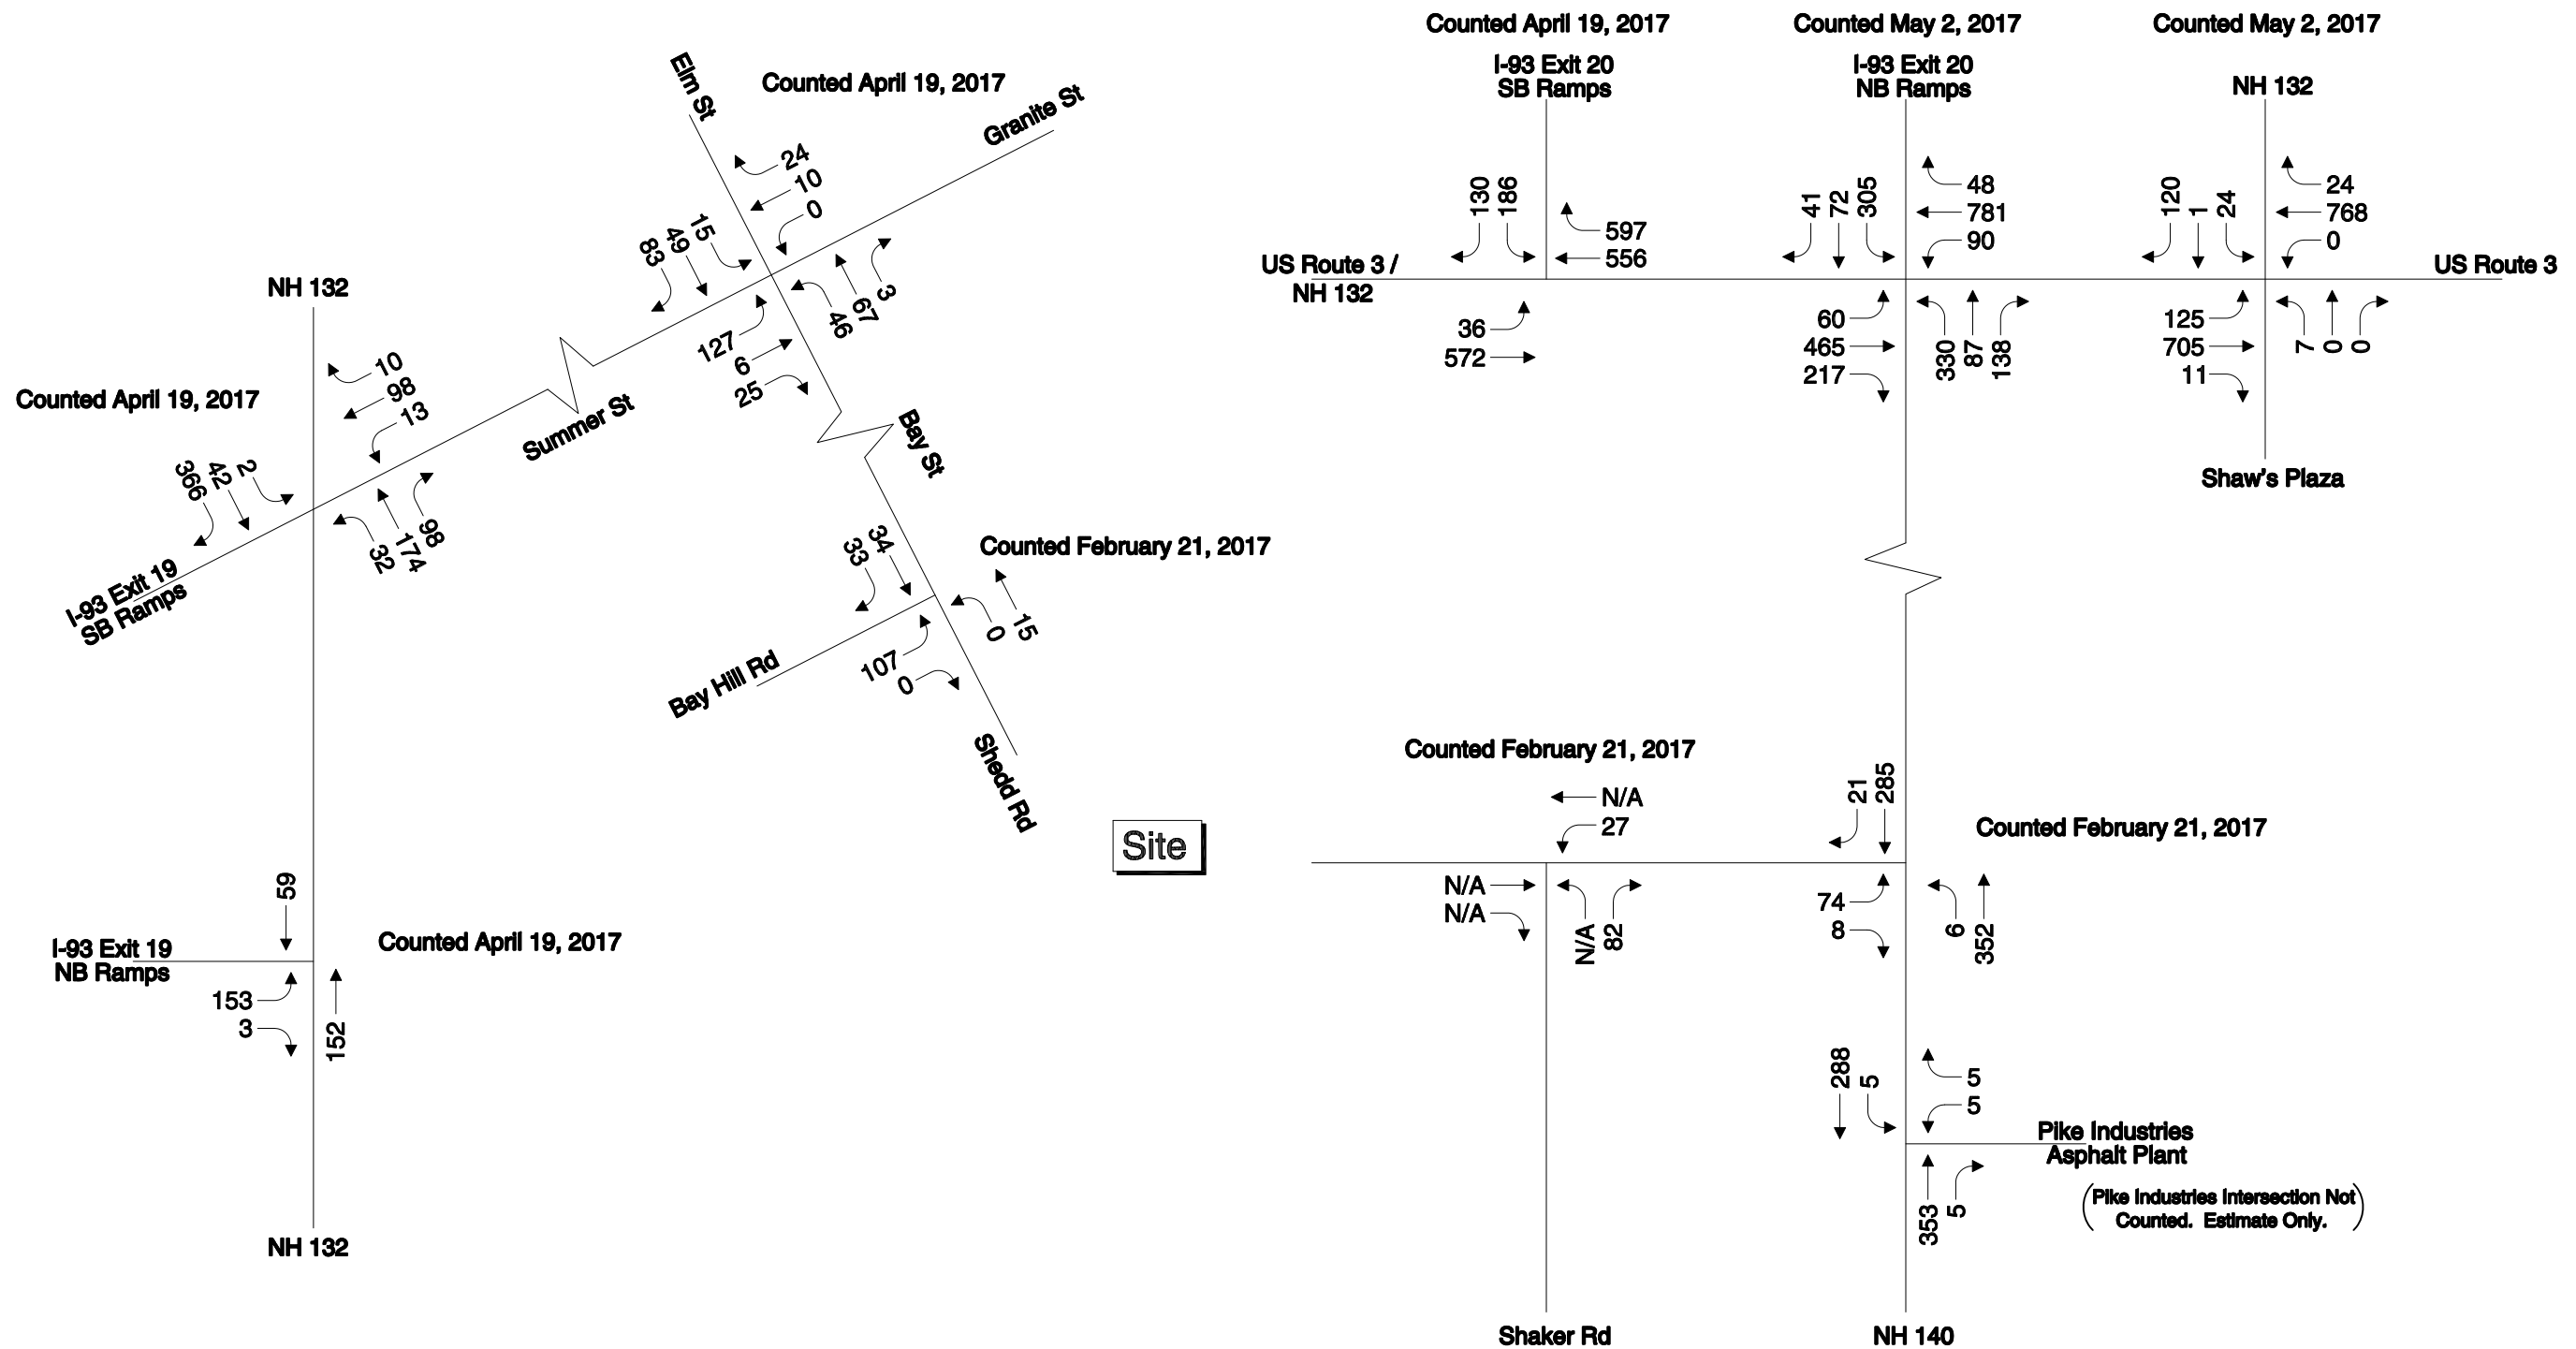 Counted April 19, 2017
Elm St
Granite St
24
10
0
15
49
83
3
67
46
127
6
25
Summer St
Bay St
NH 132
Counted April 19, 2017
10
98
13
2
42
366
98
174
32
I-93 Exit 19
SB Ramps
Counted February 21, 2017
34
33
15
0
107
0
Bay Hill Rd
Shedd Rd
Site
59
I-93 Exit 19
NB Ramps
Counted April 19, 2017
153
3
152
NH 132
Counted April 19, 2017
I-93 Exit 20
SB Ramps
130
186
597
556
US Route 3 /
NH 132
36
572
Counted May 2, 2017
I-93 Exit 20
NB Ramps
41
72
305
48
781
90
60
465
217
330
87
138
Counted May 2, 2017
NH 132
120
1
24
24
768
0
US Route 3
125
705
11
7
0
0
Shaw's Plaza
Counted February 21, 2017
N/A
27
N/A
N/A
N/A
82
Shaker Rd
21
285
Counted February 21, 2017
74
8
6
352
288
5
5
5
Pike Industries
Asphalt Plant
(Pike Industries Intersection Not
Counted. Estimate Only.)
353
5
NH 140